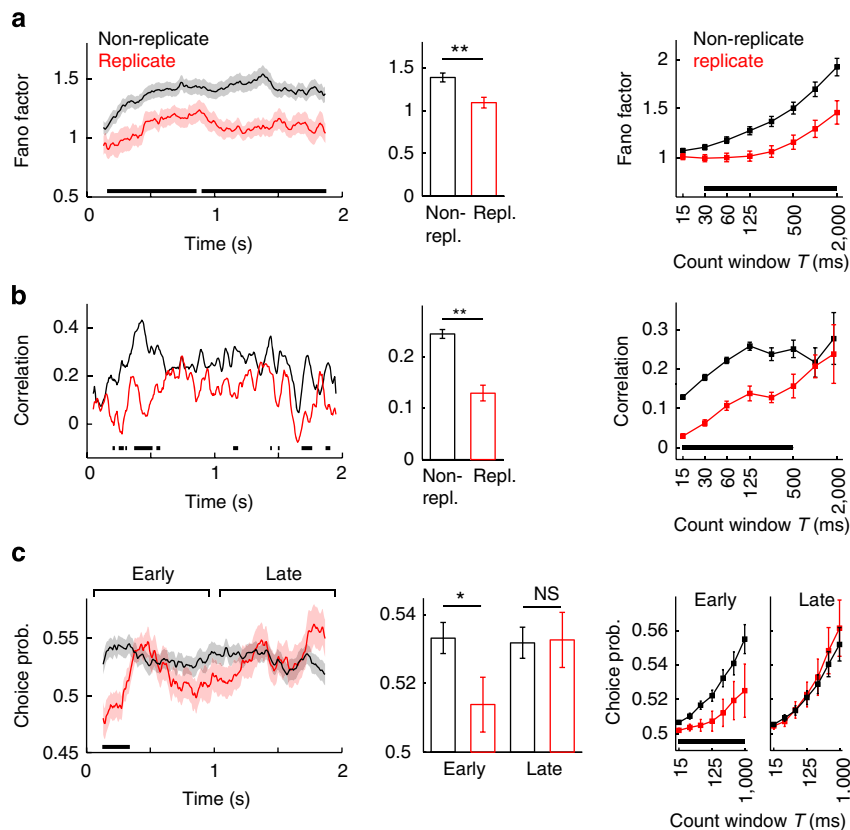 a
Non-replicate
Replicate
Fano factor
1.5
1
0.5
0
1
2
Time (s)
**
1.5
1
0.5
0
Non-
repl.
Repl.
Non-replicate
replicate
Fano factor
2
1.5
1
15
30
60
125
500
2,000
Count window T (ms)
b
Correlation
0.4
0.2
0
0
1
2
Time (s)
**
0.2
0.1
0
Non-
repl.
Repl.
Correlation
0.3
0.2
0.1
0
15
30
60
125
500
2,000
Count window T (ms)
c
Early
Late
Choice prob.
0.55
0.5
0.45
0
1
2
Time (s)
*
NS
0.54
0.52
0.5
Early
Late
Early
Late
Choice prob.
0.56
0.54
0.52
0.5
15
125
1,000
15
125
1,000
Count window T (ms)